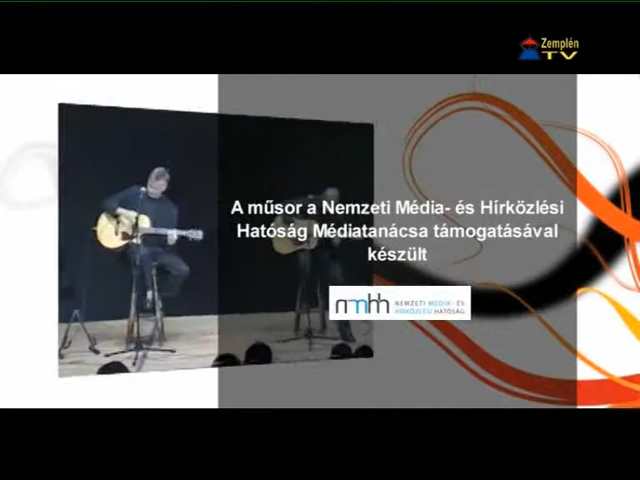 Zemplén
TV
A műsor a Nemzeti Média- és Hírközlési
Hatóság Médiatanácsa támogatásával
készült
nmhh
NEMZETI MÉDIA- ÉS
HÍRKÖZLÉSI HATÓSÁG